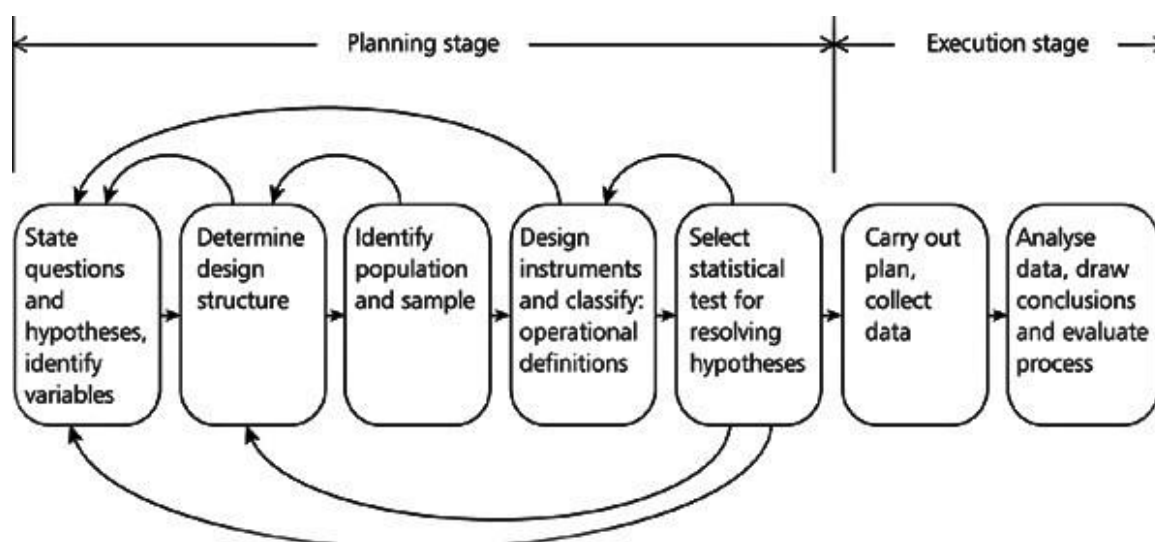 Planning stage
Execution stage
State
questions
and
hypotheses,
identify
variables
Determine
design
structure
Identify
population
and sample
Design
instruments
and classify:
operational
definitions
Select
statistical
test for
resolving
hypotheses
Carry out
plan,
collect
data
Analyse
data, draw
conclusions
and evaluate
process